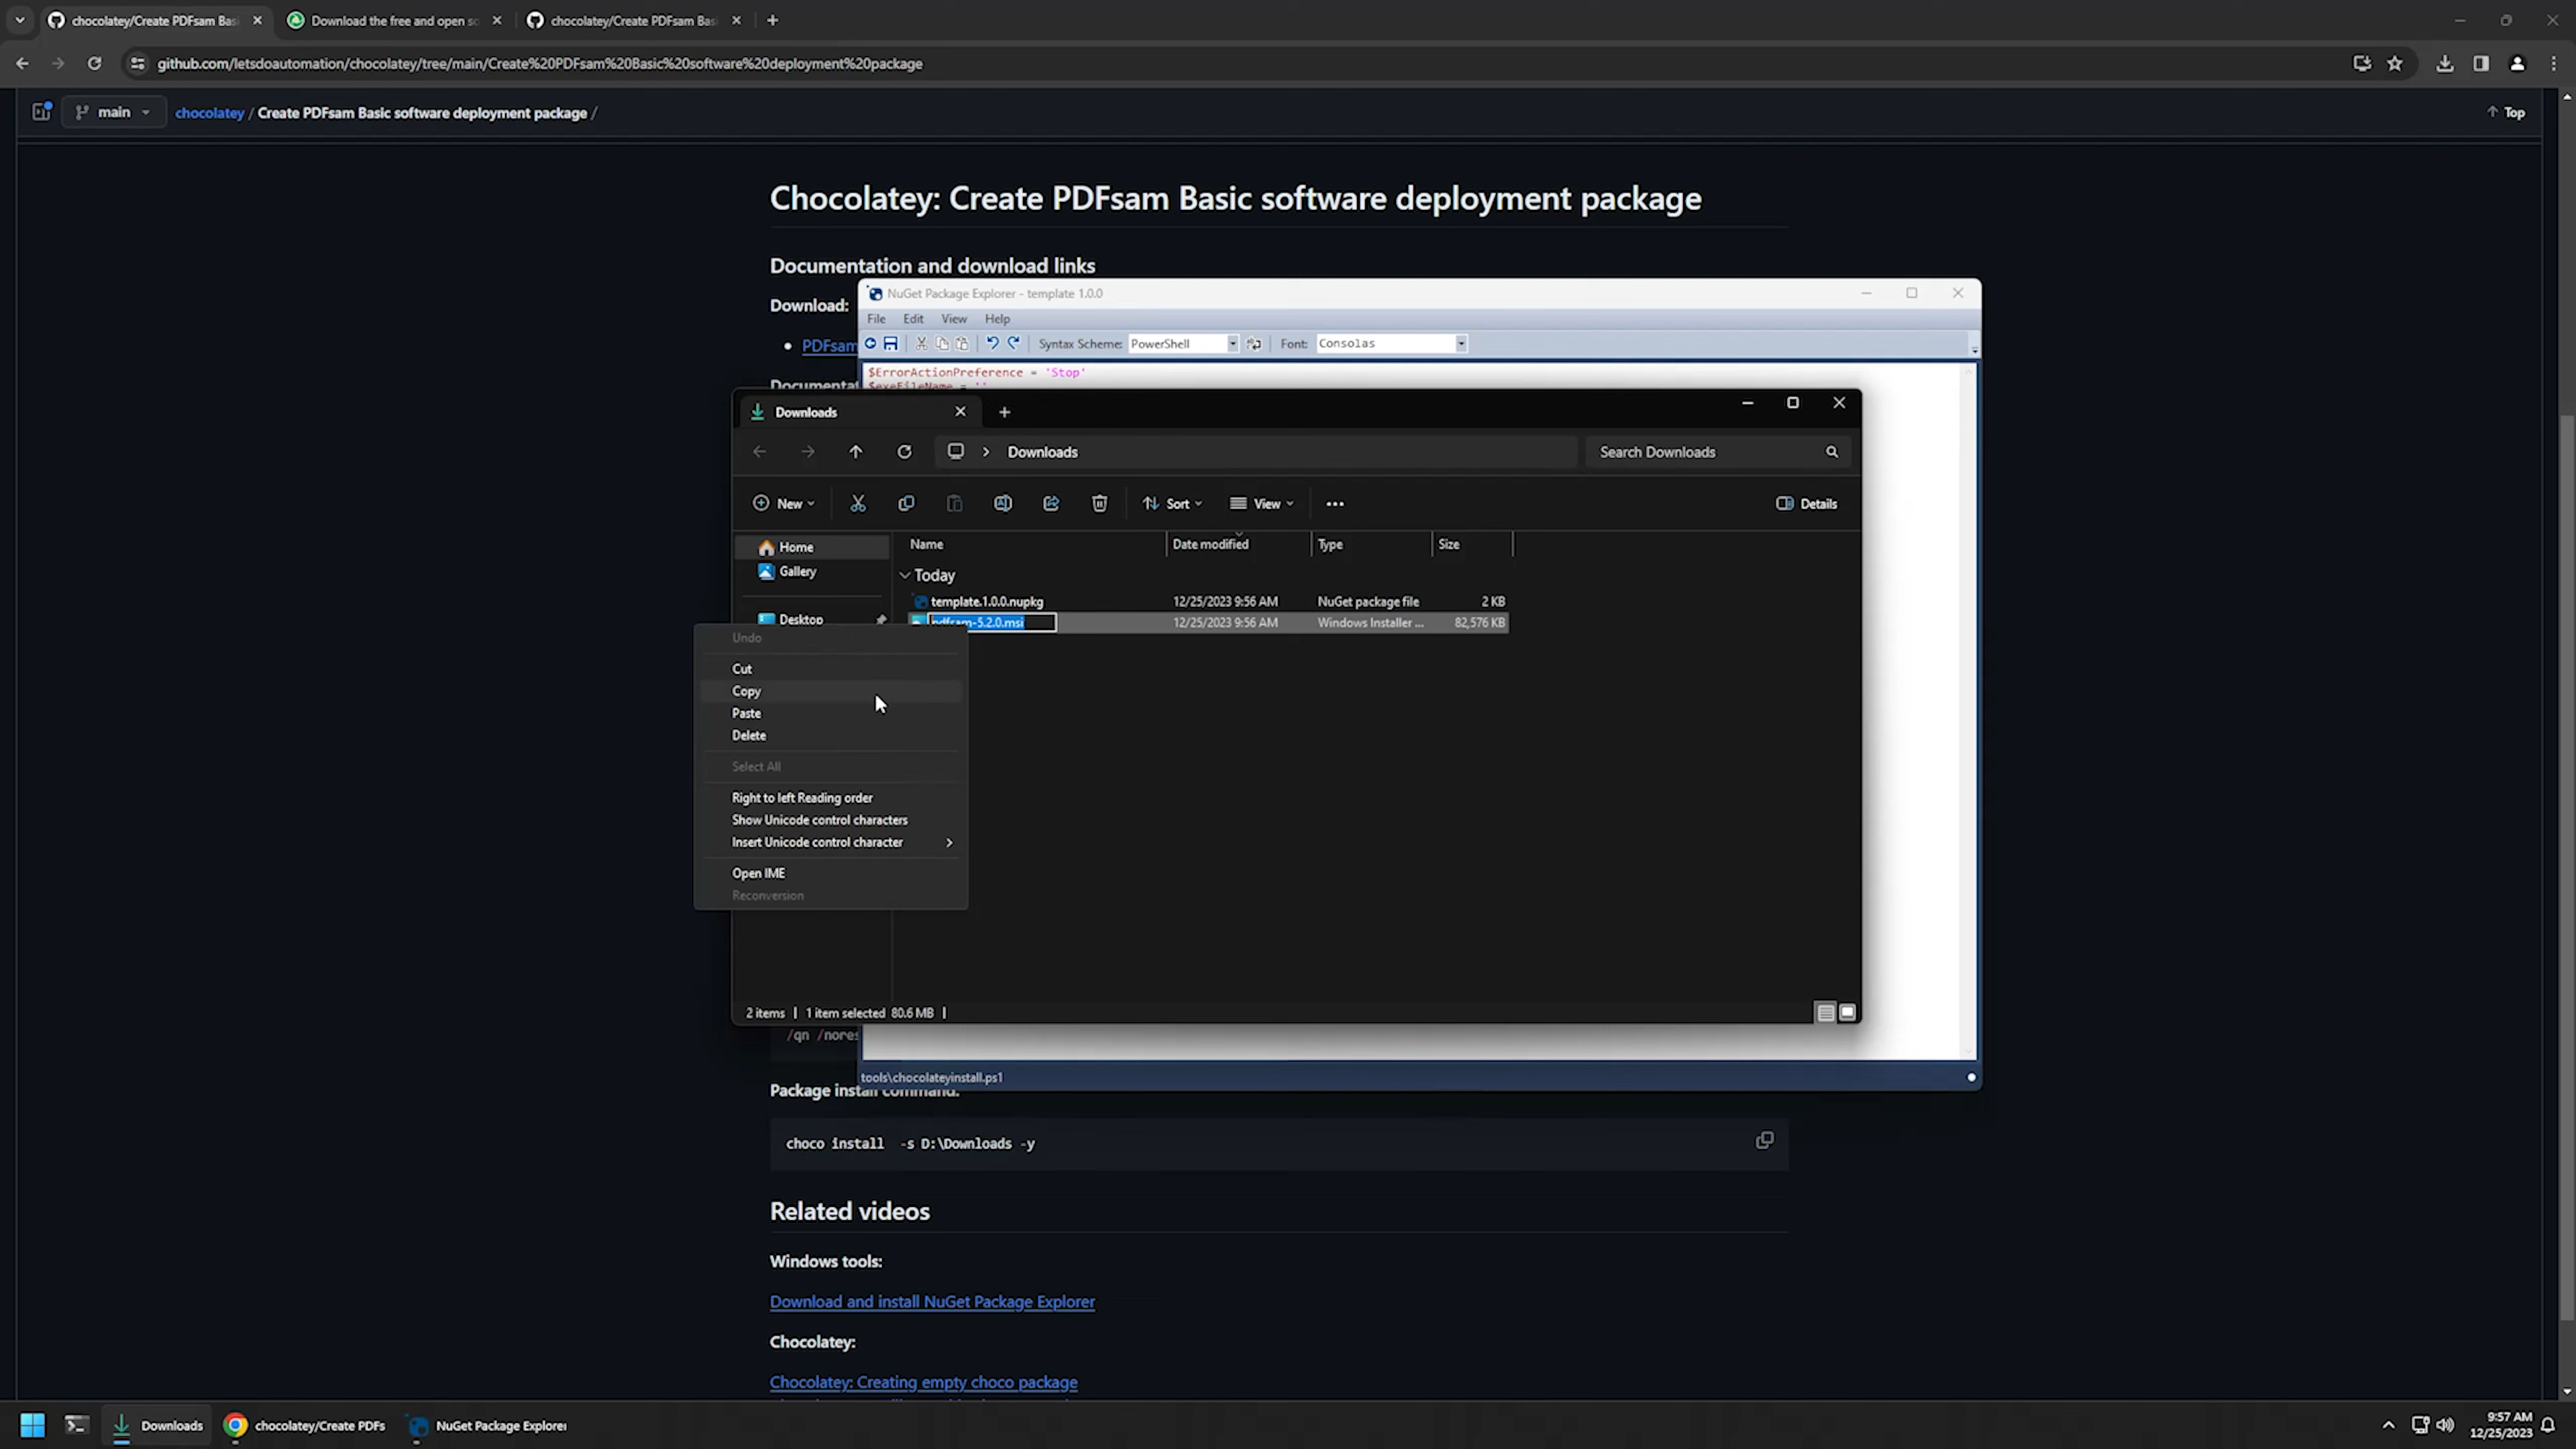 chocolatey/Create PDFsam Bas
Download the free and open so
chocolatey/Create PDFsam Bas
github.com/letsdoautomation/chocolatey/tree/main/Create%20PDFsam%20Basic%20software%20deployment%20package
main
chocolatey / Create PDFsam Basic software deployment package /
Top
Chocolatey: Create PDFsam Basic software deployment package
Documentation and download links
Download:
PDFsam
NuGet Package Explorer - template 1.0.0
File Edit View Help
Syntax Scheme: PowerShell Font: Consolas
$ErrorActionPreference = 'Stop'
$exeFileName = ''
Downloads
Downloads
Search Downloads
New
Sort
View
Details
Home
Gallery
Desktop
Name Date modified Type Size
Today
template.1.0.0.nupkg 12/25/2023 9:56 AM NuGet package file 2 KB
pdfsam-5.2.0.msi 12/25/2023 9:56 AM Windows Installer ... 82,576 KB
Undo
Cut
Copy
Paste
Delete
Select All
Right to left Reading order
Show Unicode control characters
Insert Unicode control character
Open IME
Reconversion
2 items 1 item selected 80.6 MB
/qn /nores
tools\chocolateyinstall.ps1
Package install command:
choco install -s D:\Downloads -y
Related videos
Windows tools:
Download and install NuGet Package Explorer
Chocolatey:
Chocolatey: Creating empty choco package
Downloads
chocolatey/Create PDFs
NuGet Package Explorer
9:57 AM
12/25/2023